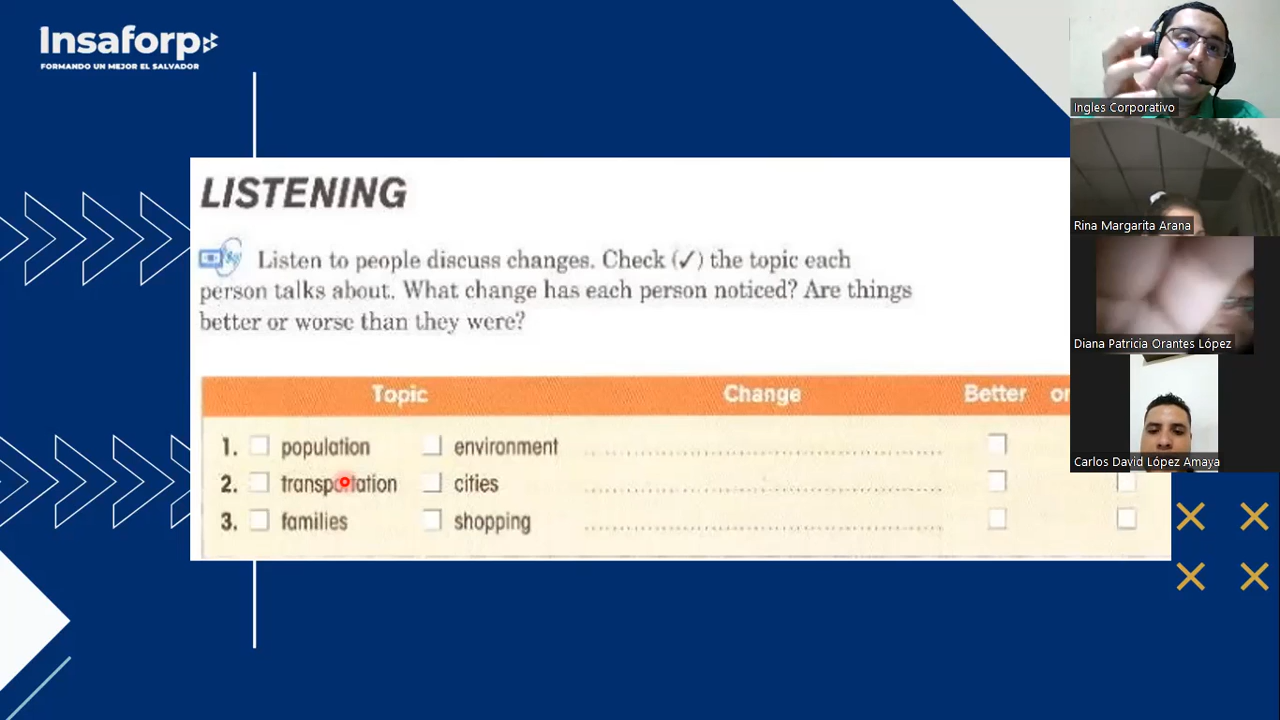 Insaforp
FORMANDO UN MEJOR EL SALVADOR
LISTENING
Listen to people discuss changes. Check (✓) the topic each
person talks about. What change has each person noticed? Are things
better or worse than they were?
Topic Change Better or
1. population environment
2. transportation cities
3. families shopping
Ingles Corporativo
Rina Margarita Arana
Diana Patricia Orantes López
Carlos David López Amaya